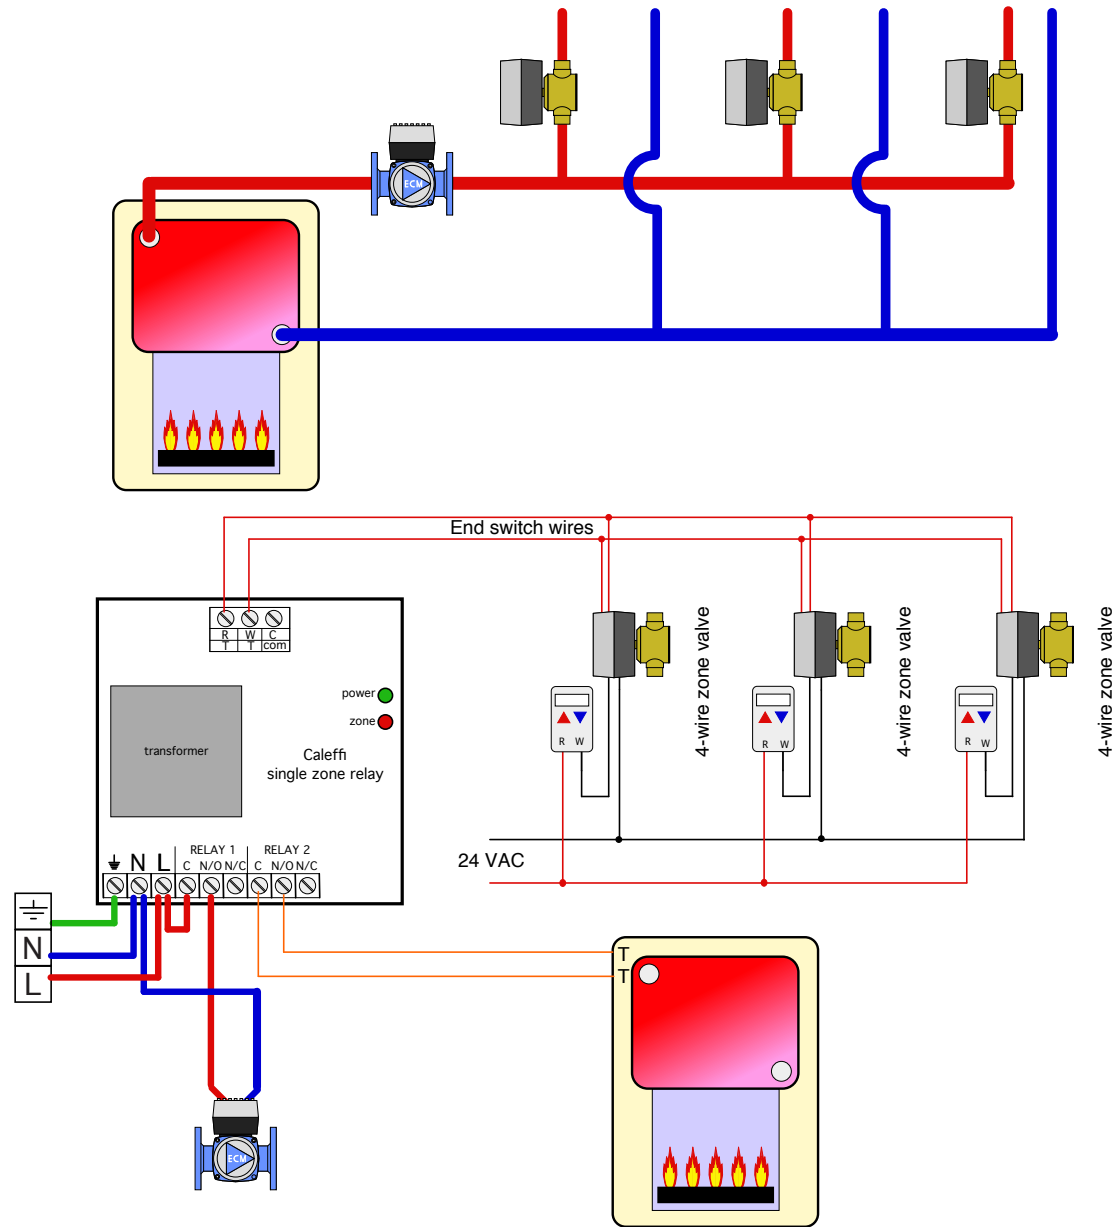 ECM
End switch wires
R W C
T T com
power
zone
transformer
Caleffi
single zone relay
RELAY 1 RELAY 2
N L C N/O N/C C N/O N/C
N
L
ECM
R W
4-wire zone valve
R W
4-wire zone valve
R W
4-wire zone valve
24 VAC
T
T